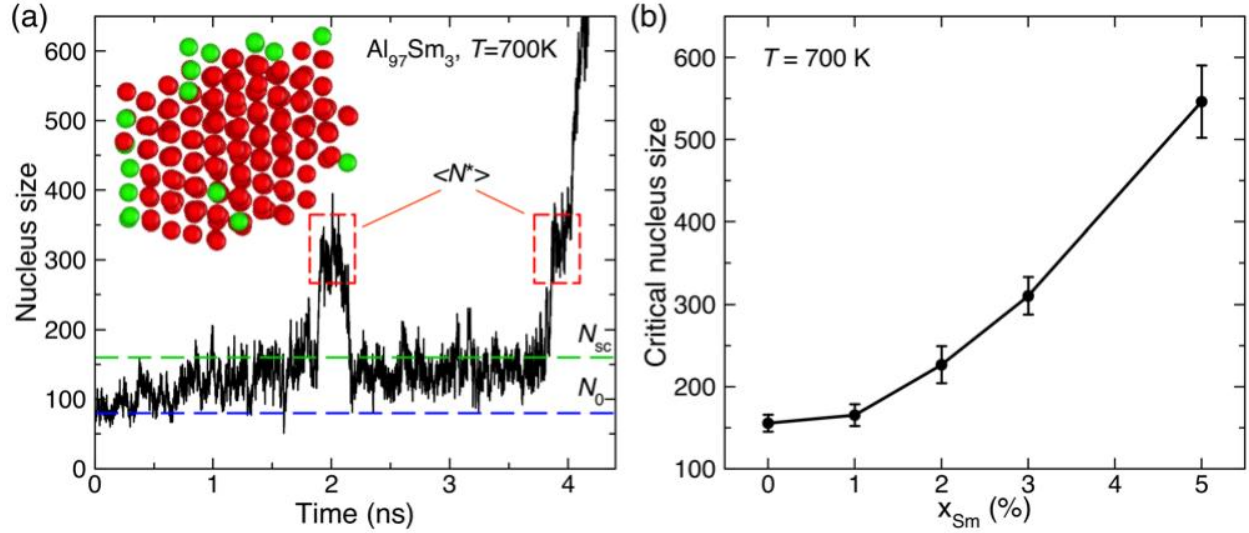 (a)
Al97Sm3, T=700K
<N*>
Nsc
N0
600
500
400
300
200
100
0
Nucleus size
0 1 2 3 4
Time (ns)
(b)
T = 700 K
600
500
400
300
200
100
Critical nucleus size
0 1 2 3 4 5
xSm (%)